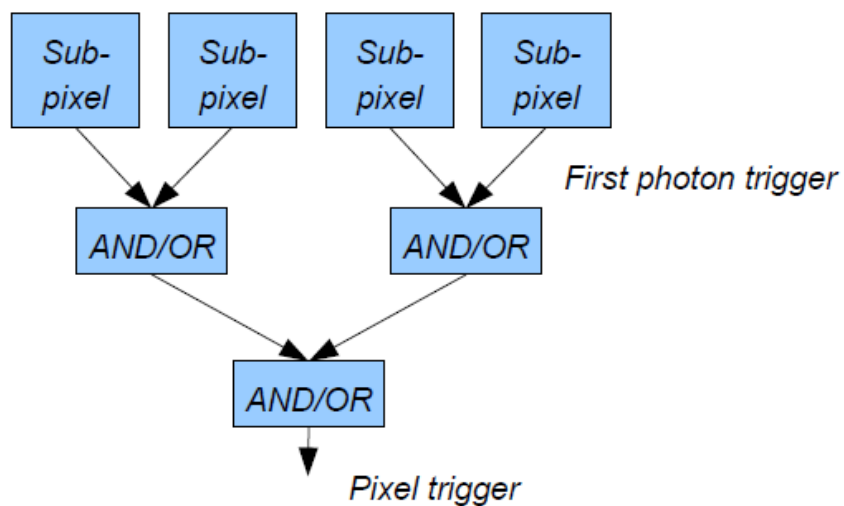 Sub-
pixel
Sub-
pixel
Sub-
pixel
Sub-
pixel
First photon trigger
AND/OR
AND/OR
AND/OR
Pixel trigger